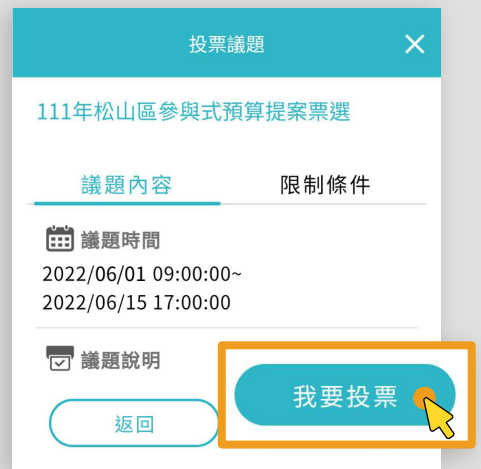 投票議題
111年松山區參與式預算提案票選
議題內容 限制條件
議題時間
2022/06/01 09:00:00~
2022/06/15 17:00:00
議題說明
返回 我要投票